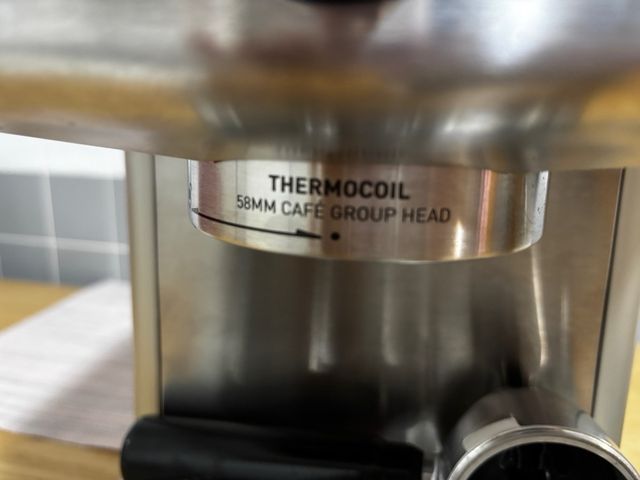 THERMOCOIL
58MM CAFÉ GROUP HEAD